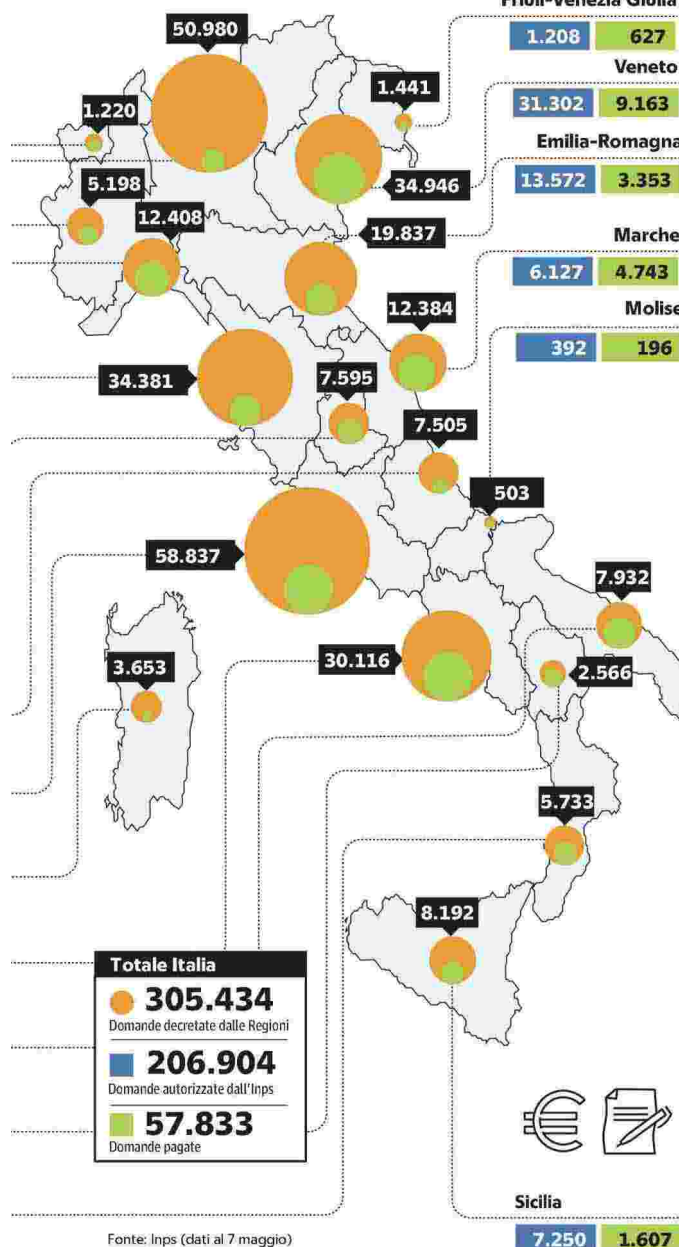 Friuli-Venezia Giulia
50.980
1.208 627
Veneto
1.220
1.441
31.302 9.163
Emilia-Romagna
5.198
34.946
13.572 3.353
12.408
19.837
Marche
6.127 4.743
12.384
Molise
392 196
34.381
7.595
7.505
503
58.837
7.932
30.116
2.566
3.653
5.733
8.192
Totale Italia
305.434
Domande decretate dalle Regioni
206.904
Domande autorizzate dall'Inps
57.833
Domande pagate
Sicilia
7.250 1.607
Fonte: Inps (dati al 7 maggio)